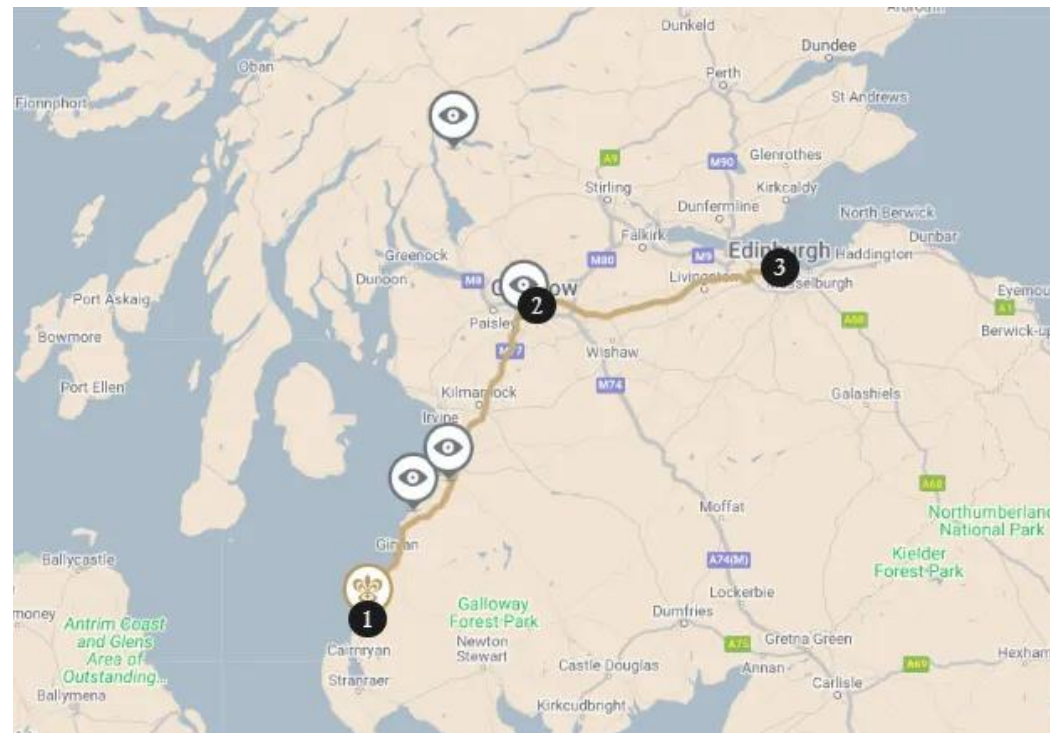 Dunkeld
Dundee
Oban
Perth
Fionnphort
St Andrews
A9
M90
Glenrothes
Stirling
Kirkcaldy
Dunfermline
North Berwick
Falkirk
Dunbar
Greenock
M80
M9
Edinburgh
Haddington
Dunoon
M8
3
Port Askaig
2
Paisley
A68
A1
Bowmore
M77
Wishaw
Port Ellen
M74
Kilmarnock
Galashiels
Irvine
A68
Moffat
Northumberland
National Park
Girvan
Ballycastle
A74(M)
Kielder
Forest Park
Lockerbie
1
Galloway
Forest Park
Dumfries
Antrim Coast
and Glens
Area of
Outstanding...
Cairnryan
Newton
Stewart
A75
Gretna Green
Hexham
Castle Douglas
Annan
A69
Stranraer
Carlisle
Ballymena
Kirkcudbright